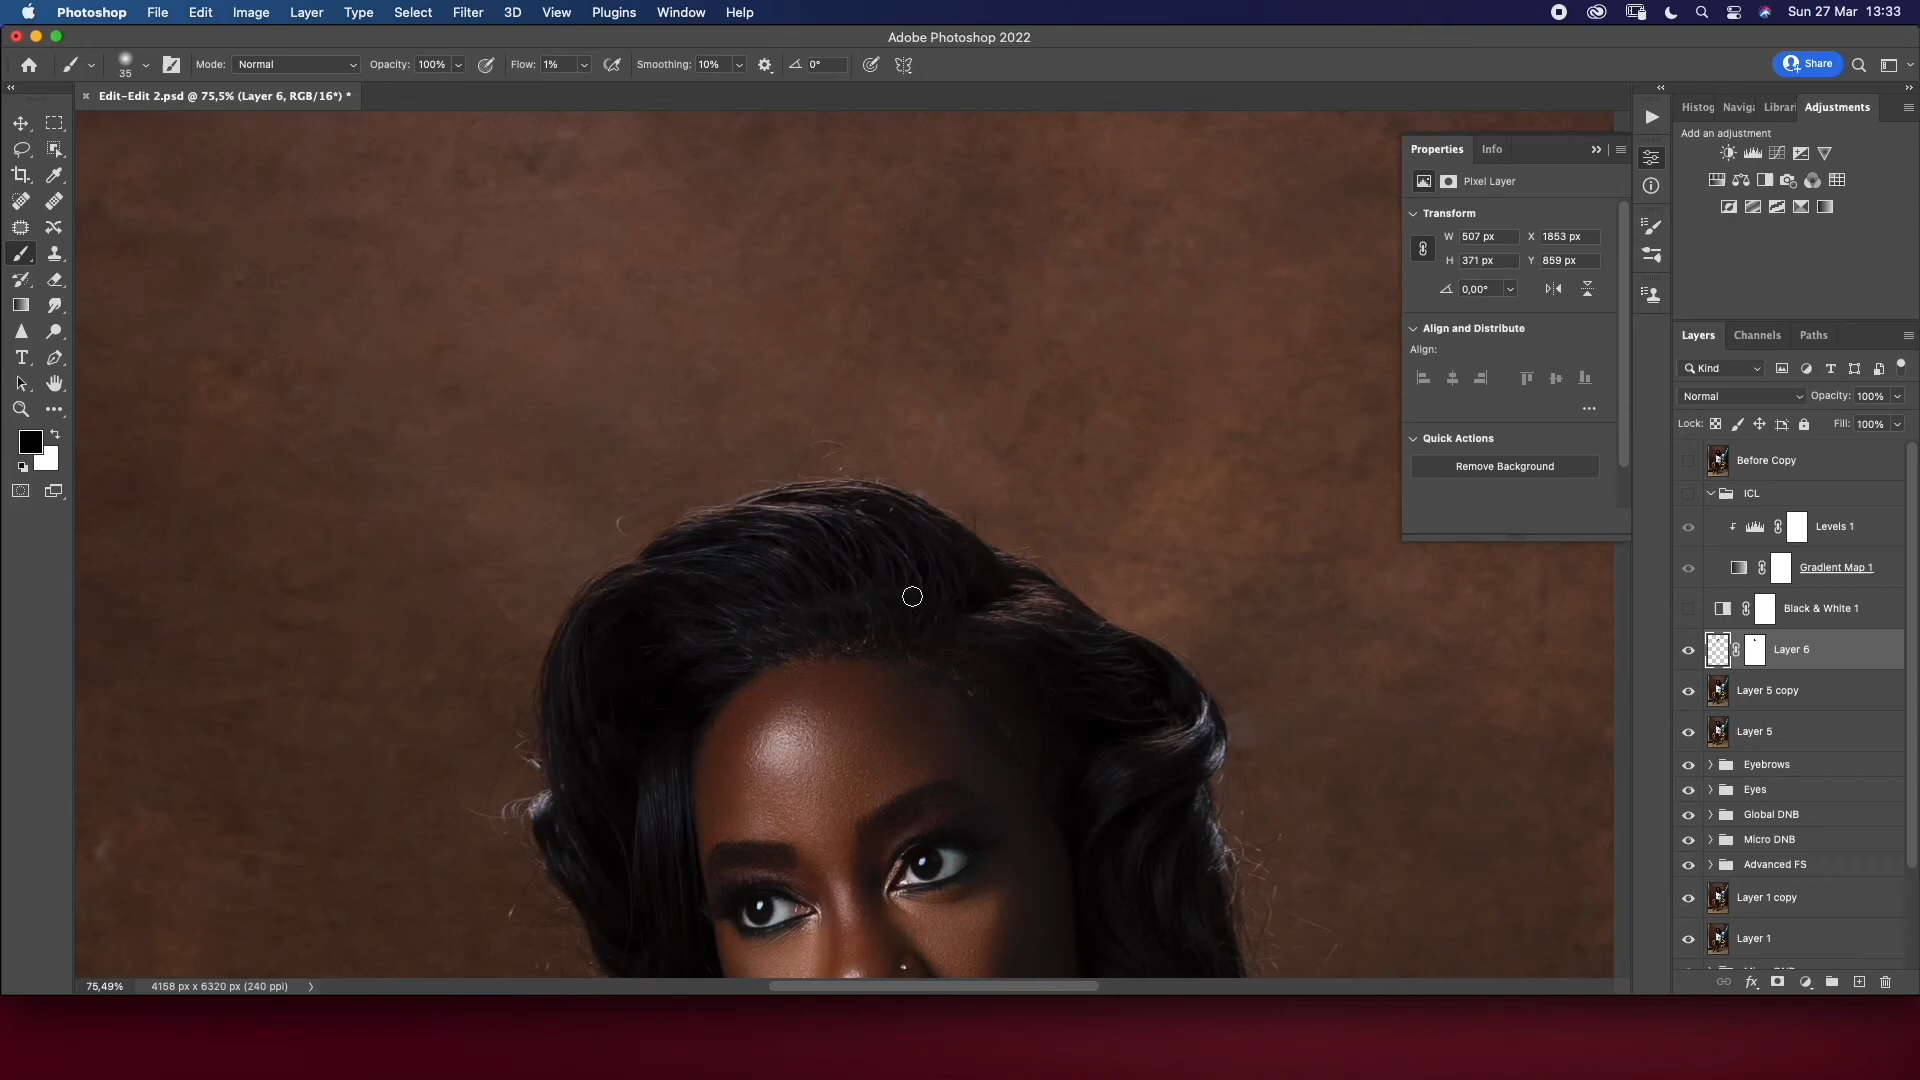 Photoshop File Edit Image Layer Type Select Filter 3D View Plugins Window Help Sun 27 Mar 13:33
Adobe Photoshop 2022
35 Mode: Normal Opacity: 100% Flow: 1% Smoothing: 10% 0° Share
Edit-Edit 2.psd @ 75,5% (Layer 6, RGB/16*) *
Histog Naviga Librari Adjustments
Add an adjustment
Properties Info
Pixel Layer
Transform
W 507 px X 1853 px
H 371 px Y 859 px
0,00°
Align and Distribute
Align:
Quick Actions
Remove Background
Layers Channels Paths
Kind
Normal Opacity: 100%
Lock: Fill: 100%
Before Copy
ICL
Levels 1
Gradient Map 1
Black & White 1
Layer 6
Layer 5 copy
Layer 5
Eyebrows
Eyes
Global DNB
Micro DNB
Advanced FS
Layer 1 copy
Layer 1
75,49% 4158 px x 6320 px (240 ppi)